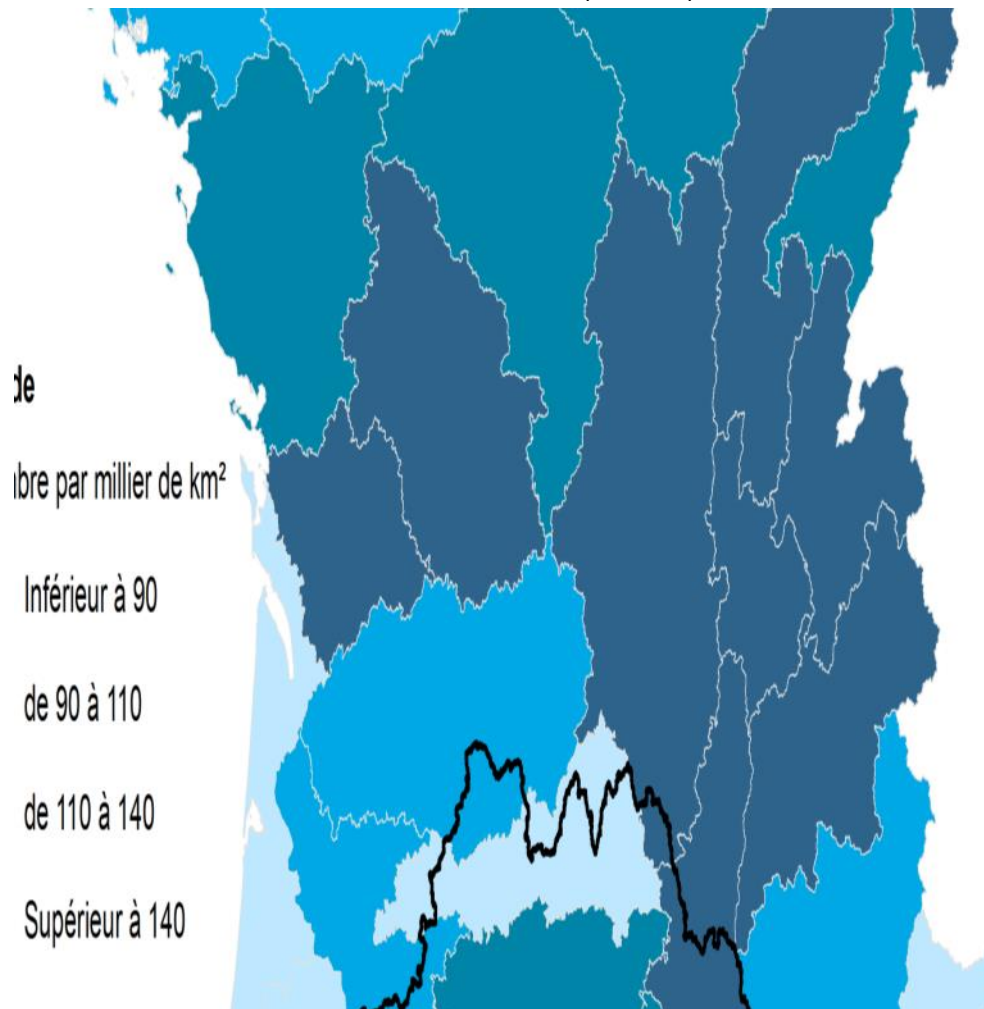 de
bre par millier de km²
Inférieur à 90
de 90 à 110
de 110 à 140
Supérieur à 140